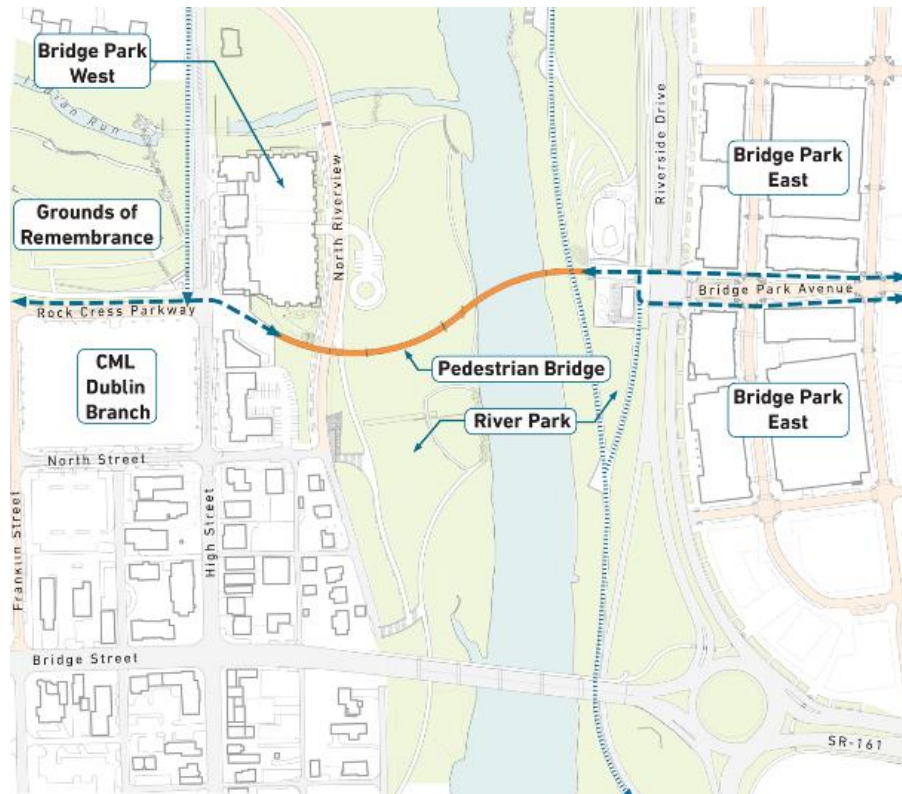 Bridge Park
West
Indian Run
North Riverview
Riverside Drive
Bridge Park
East
Grounds of
Remembrance
Bridge Park Avenue
Rock Cress Parkway
CML
Dublin
Branch
Pedestrian Bridge
River Park
Bridge Park
East
North Street
Franklin Street
High Street
Bridge Street
SR-161